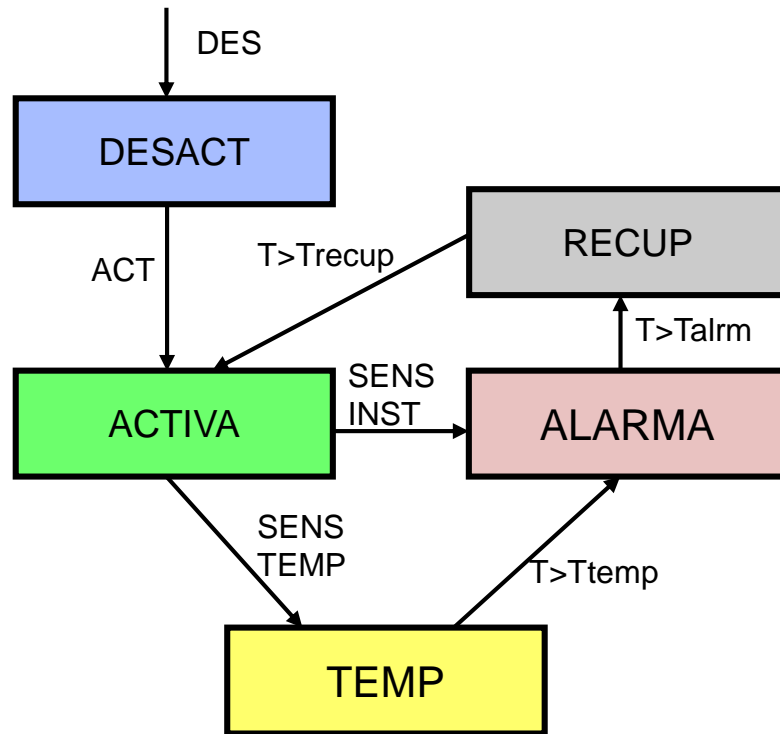 DES
DESACT
ACT
T>Trecup
RECUP
T>Talrm
ACTIVA
SENS
INST
ALARMA
SENS
TEMP
T>Ttemp
TEMP